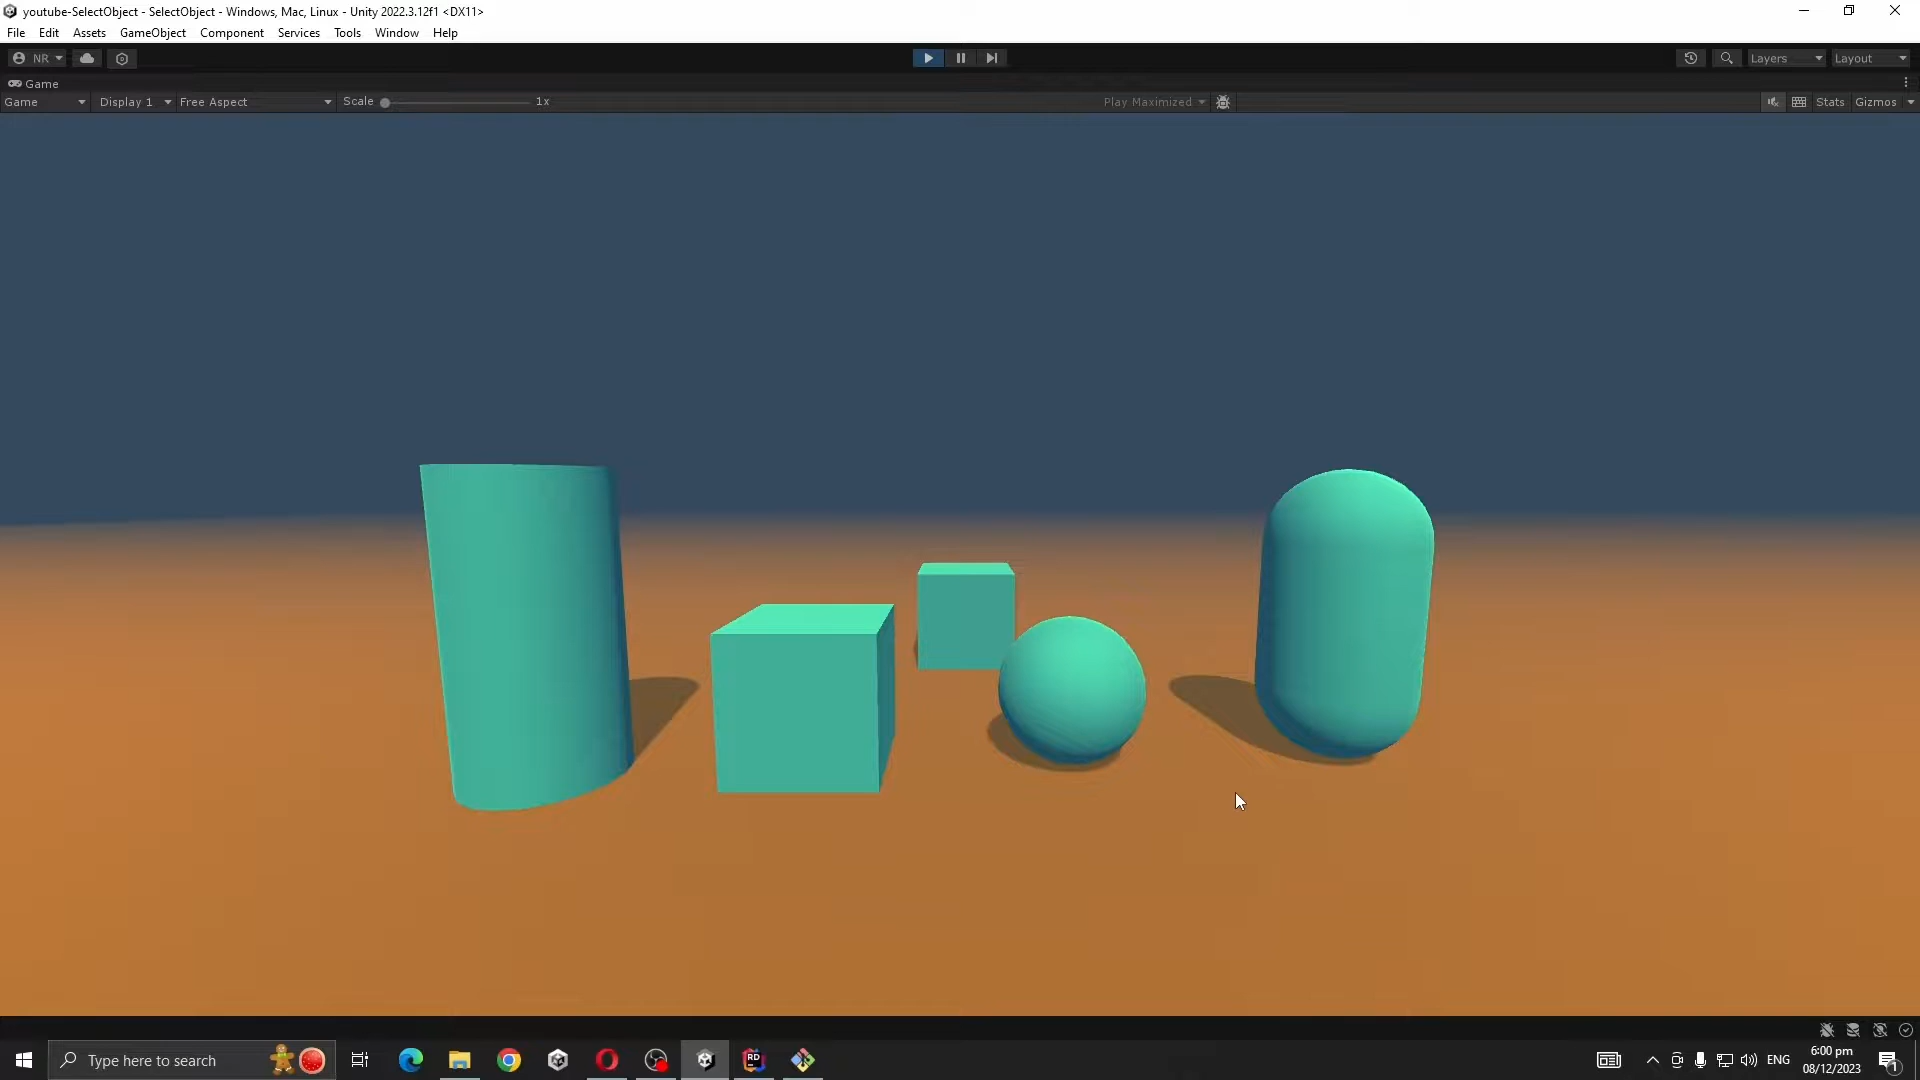 youtube-SelectObject - SelectObject - Windows, Mac, Linux - Unity 2022.3.12f1 <DX11>
File Edit Assets GameObject Component Services Tools Window Help
NR Layers Layout
Game
Game Display 1 Free Aspect Scale 1x Play Maximized Stats Gizmos
Type here to search RD ENG 6:00 pm
08/12/2023 1